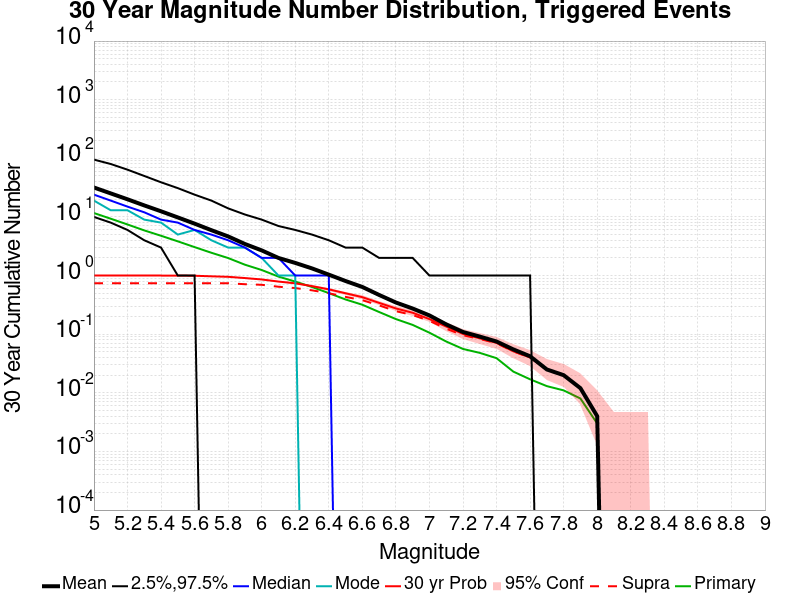 30 Year Magnitude Number Distribution, Triggered Events
30 Year Cumulative Number
10 4
10 3
10 2
10 1
10 0
10 -1
10 -2
10 -3
10 -4
5 5.2 5.4 5.6 5.8 6 6.2 6.4 6.6 6.8 7 7.2 7.4 7.6 7.8 8 8.2 8.4 8.6 8.8 9
Magnitude
Mean 2.5%,97.5% Median Mode 30 yr Prob 95% Conf Supra Primary